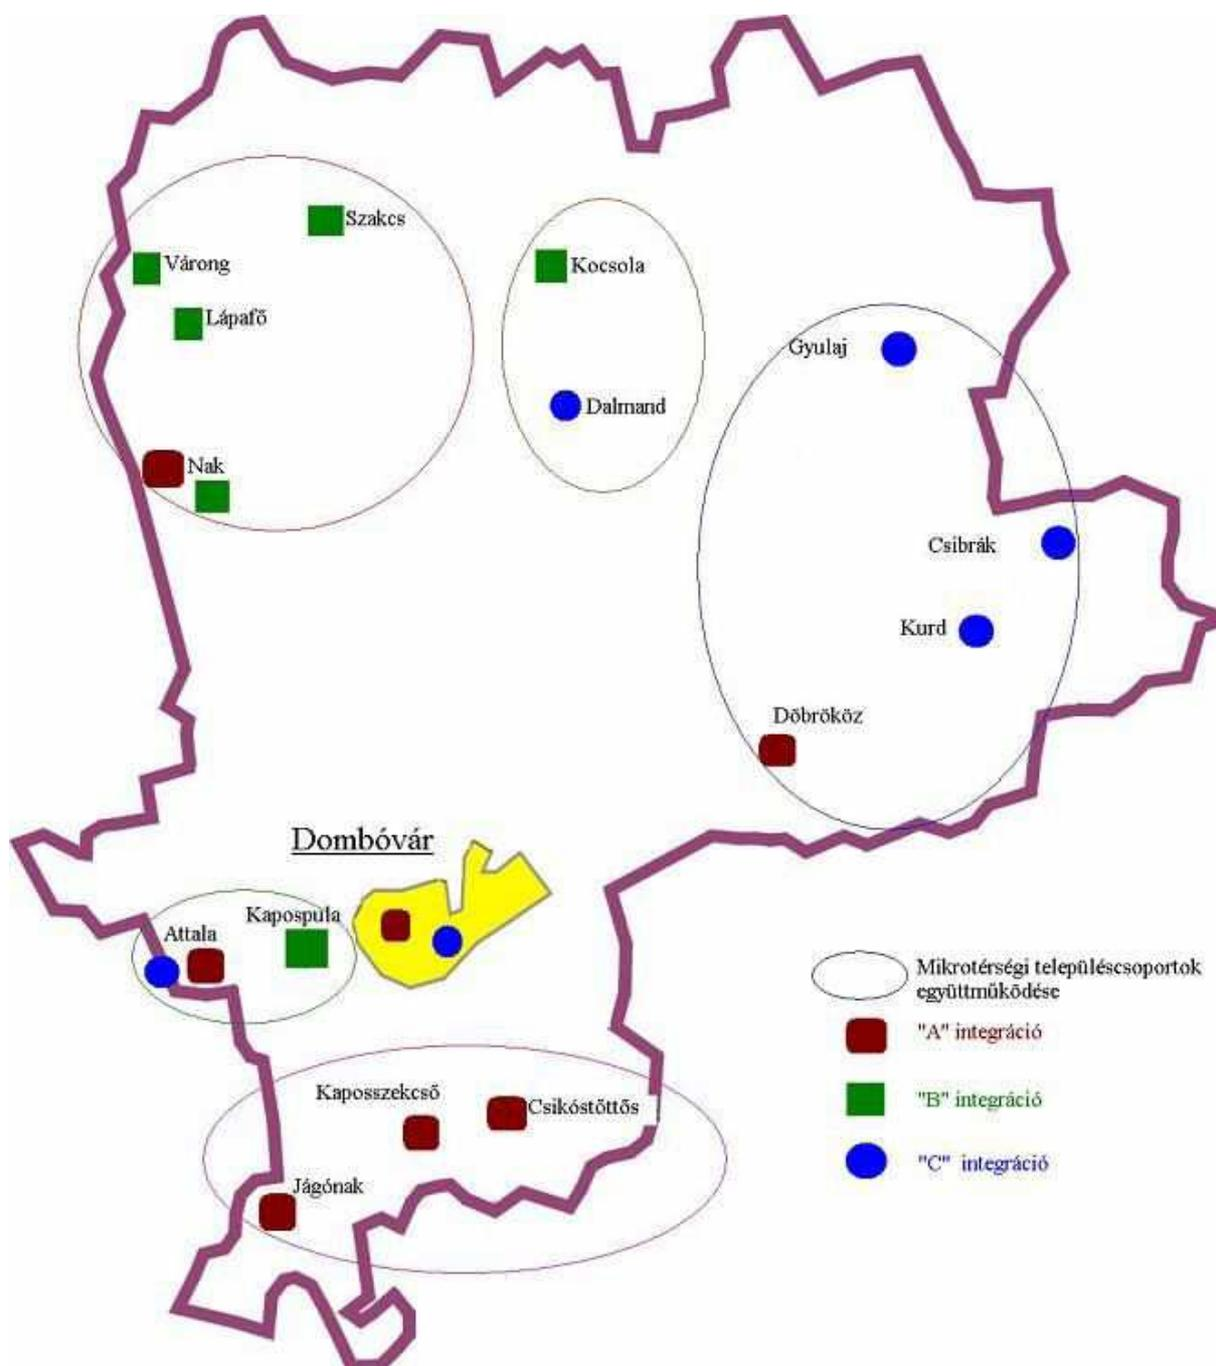 Szakcs
Várong
Kocsola
Lápafő
Gyulaj
Dalmand
Nak
Csibrák
Kurd
Döbrököz
Dombóvár
Kapospula
Attala
Mikrotérségi településcsoportok
együttműködése
"A" integráció
Kaposszekcső
Csikóstőttős
"B" integráció
"C" integráció
Jágónak